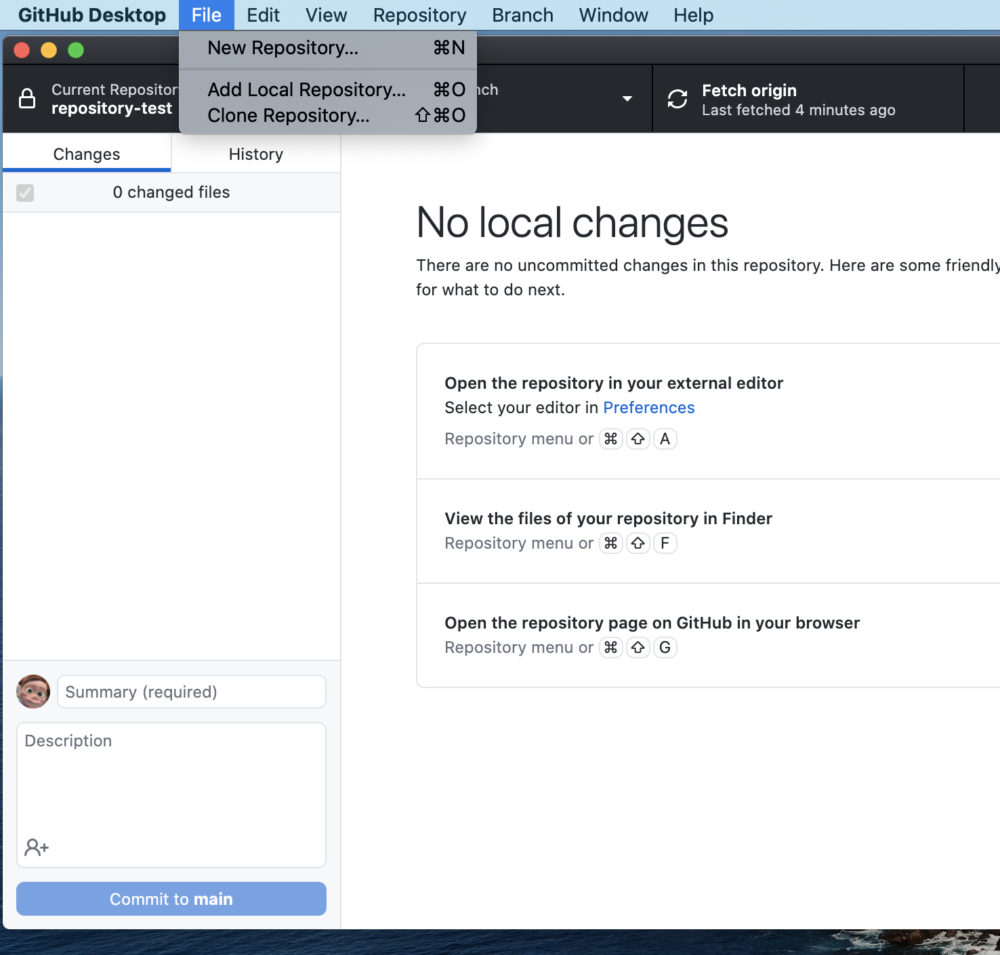 GitHub Desktop File Edit View Repository Branch Window Help
New Repository... ⌘N
Add Local Repository... ⌘O
Clone Repository... ⇧⌘O
Current Repositor
repository-test
nch
Fetch origin
Last fetched 4 minutes ago
Changes History
0 changed files
No local changes
There are no uncommitted changes in this repository. Here are some friendly
for what to do next.
Open the repository in your external editor
Select your editor in Preferences
Repository menu or ⌘ ⇧ A
View the files of your repository in Finder
Repository menu or ⌘ ⇧ F
Open the repository page on GitHub in your browser
Repository menu or ⌘ ⇧ G
Summary (required)
Description
Commit to main